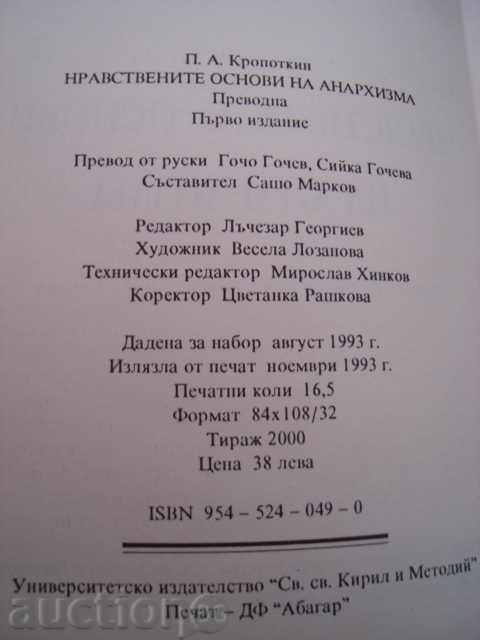 П. А. Кропоткин
НРАВСТВЕНИТЕ ОСНОВИ НА АНАРХИЗМА
Преводна
Първо издание
Превод от руски Гочо Гочев, Сийка Гочева
Съставител Сашо Марков
Редактор Лъчезар Георгиев
Художник Весела Лозанова
Технически редактор Мирослав Хинков
Коректор Цветанка Рашкова
Дадена за набор август 1993 г.
Излязла от печат ноември 1993 г.
Печатни коли 16,5
Формат 84х108/32
Тираж 2000
Цена 38 лева
ISBN 954 – 524 – 049 – 0
Университетско издателство "Св. св. Кирил и Методий"
Печат – ДФ "Абагар"
auction